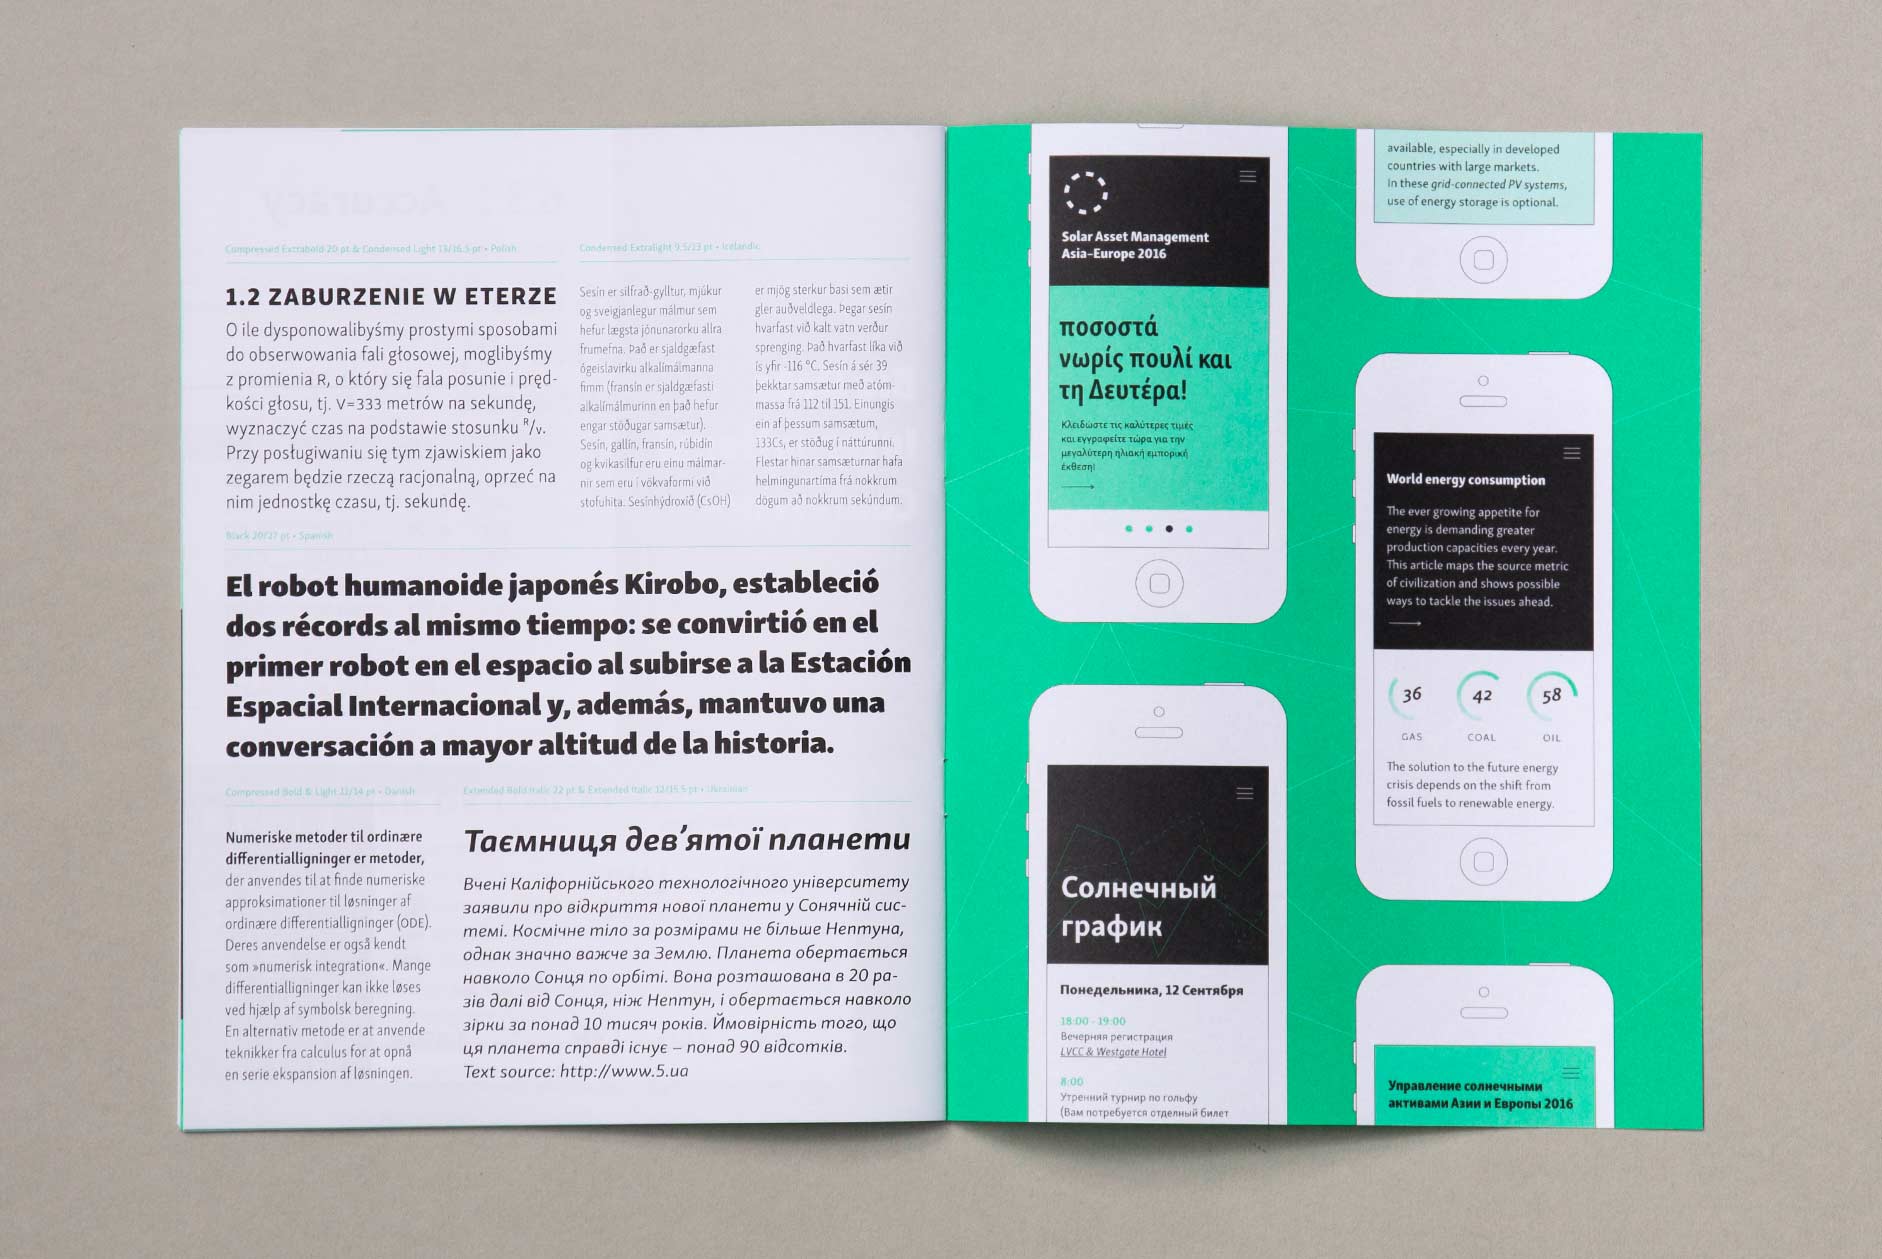 Accuracy
Compressed Extrabold 20 pt & Condensed Light 13/16.5 pt • Polish
1.2 ZABURZENIE W ETERZE
O ile dysponowalibyśmy prostymi sposobami
do obserwowania fali głosowej, moglibyśmy
z promienia R, o który się fala posunie i pręd-
kości głosu, tj. V=333 metrów na sekundę,
wyznaczyć czas na podstawie stosunku R/v.
Przy posługiwaniu się tym zjawiskiem jako
zegarem będzie rzeczą racjonalną, oprzeć na
nim jednostkę czasu, tj. sekundę.
Condensed Extralight 9.5/13 pt • Icelandic
Sesín er silfrað-gylltur, mjúkur
og sveigjanlegur málmur sem
hefur lægsta jónunarorku allra
frumefna. Það er sjaldgæfast
ógeislavirku alkalímálmanna
fimm (fransín er sjaldgæfasti
alkalímálmurinn en það hefur
engar stöðugar samsætur).
Sesín, gallín, fransín, rúbidín
og kvikasilfur eru einu málmar-
nir sem eru í vökvaformi við
stofuhita. Sesínhýdroxíð (CsOH)
er mjög sterkur basi sem ætir
gler auðveldlega. Þegar sesín
hvarfast við kalt vatn verður
sprenging. Það hvarfast líka við
ís yfir -116 °C. Sesín á sér 39
þekktar samsætur með atóm-
massa frá 112 til 151. Einungis
ein af þessum samsætum,
133Cs, er stöðug í náttúrunni.
Flestar hinar samsæturnar hafa
helmingunartíma frá nokkrum
dögum að nokkrum sekúndum.
Black 20/27 pt • Spanish
El robot humanoide japonés Kirobo, estableció
dos récords al mismo tiempo: se convirtió en el
primer robot en el espacio al subirse a la Estación
Espacial Internacional y, además, mantuvo una
conversación a mayor altitud de la historia.
Compressed Bold & Light 11/14 pt • Danish
Numeriske metoder til ordinære
differentialligninger er metoder,
der anvendes til at finde numeriske
approksimationer til løsninger af
ordinære differentialligninger (ODE).
Deres anvendelse er også kendt
som »numerisk integration«. Mange
differentialligninger kan ikke løses
ved hjælp af symbolsk beregning.
En alternativ metode er at anvende
teknikker fra calculus for at opnå
en serie ekspansion af løsningen.
Extended Bold Italic 22 pt & Extended Italic 12/15.5 pt • Ukrainian
Таємниця дев’ятої планети
Вчені Каліфорнійського технологічного університету
заявили про відкриття нової планети у Сонячній сис-
темі. Космічне тіло за розмірами не більше Нептуна,
однак значно важче за Землю. Планета обертається
навколо Сонця по орбіті. Вона розташована в 20 ра-
зів далі від Сонця, ніж Нептун, і обертається навколо
зірки за понад 10 тисяч років. Ймовірність того, що
ця планета справді існує – понад 90 відсотків.
Text source: http://www.5.ua
Solar Asset Management
Asia–Europe 2016
ποσοστά
νωρίς πουλί και
τη Δευτέρα!
Κλειδώστε τις καλύτερες τιμές
και εγγραφείτε τώρα για την
μεγαλύτερη ηλιακή εμπορική
έκθεση!
Солнечный
график
Понедельника, 12 Сентября
18:00 - 19:00
Вечерняя регистрация
LVCC & Westgate Hotel
8:00
Утренний турнир по гольфу
(Вам потребуется отдельный билет
available, especially in developed
countries with large markets.
In these grid-connected PV systems,
use of energy storage is optional.
World energy consumption
The ever growing appetite for
energy is demanding greater
production capacities every year.
This article maps the source metric
of civilization and shows possible
ways to tackle the issues ahead.
36 42 58
GAS COAL OIL
The solution to the future energy
crisis depends on the shift from
fossil fuels to renewable energy.
Управление солнечными
активами Азии и Европы 2016